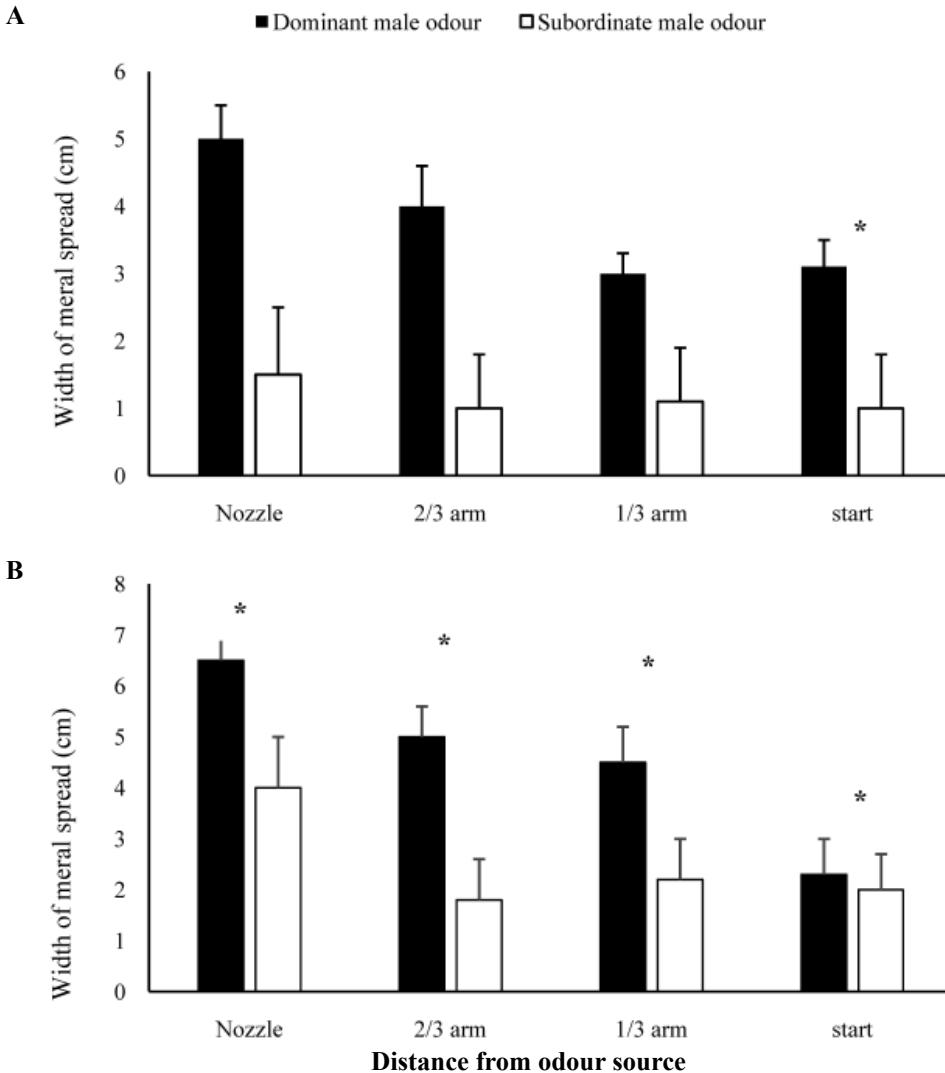 A
Dominant male odour Subordinate male odour
Width of meral spread (cm)
6
5
4
3
2
1
0
*
Nozzle 2/3 arm 1/3 arm start
B
Width of meral spread (cm)
8
7
6
5
4
3
2
1
0
* * * *
Nozzle 2/3 arm 1/3 arm start
Distance from odour source